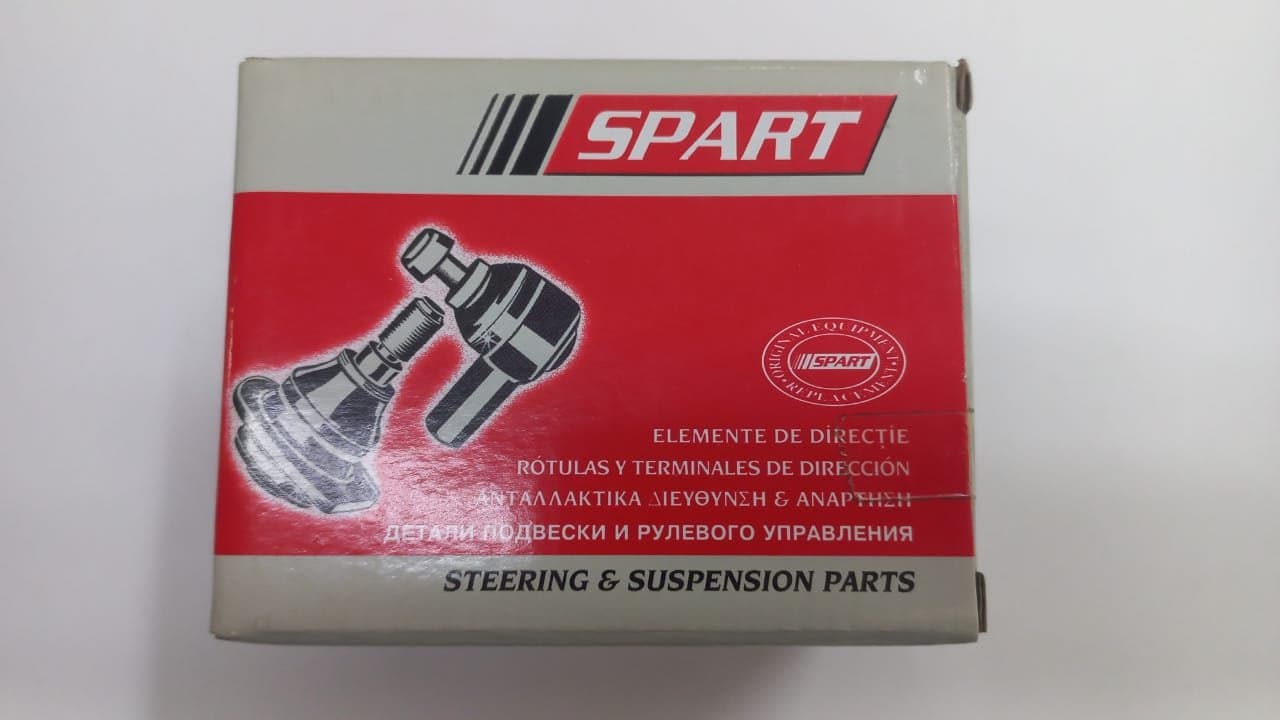 SPART
ORIGINAL EQUIPMENT
SPART
REPLACEMENT
ELEMENTE DE DIRECȚIE
RÓTULAS Y TERMINALES DE DIRECCIÓN
ΑΝΤΑΛΛΑΚΤΙΚΑ ΔΙΕΥΘΥΝΣΗ & ΑΝΑΡΤΗΣΗ
ДЕТАЛИ ПОДВЕСКИ И РУЛЕВОГО УПРАВЛЕНИЯ
STEERING & SUSPENSION PARTS